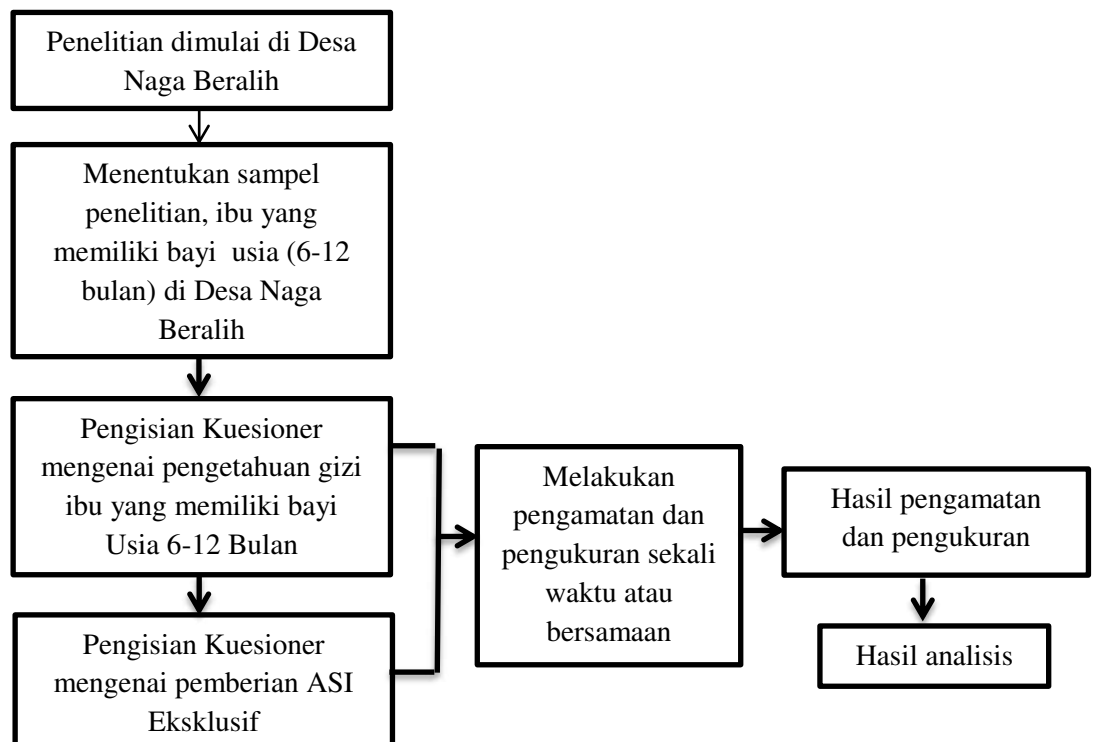 Penelitian dimulai di Desa
Naga Beralih
Menentukan sampel
penelitian, ibu yang
memiliki bayi usia (6-12
bulan) di Desa Naga
Beralih
Pengisian Kuesioner
mengenai pengetahuan gizi
ibu yang memiliki bayi
Usia 6-12 Bulan
Pengisian Kuesioner
mengenai pemberian ASI
Eksklusif
Melakukan
pengamatan dan
pengukuran sekali
waktu atau
bersamaan
Hasil pengamatan
dan pengukuran
Hasil analisis